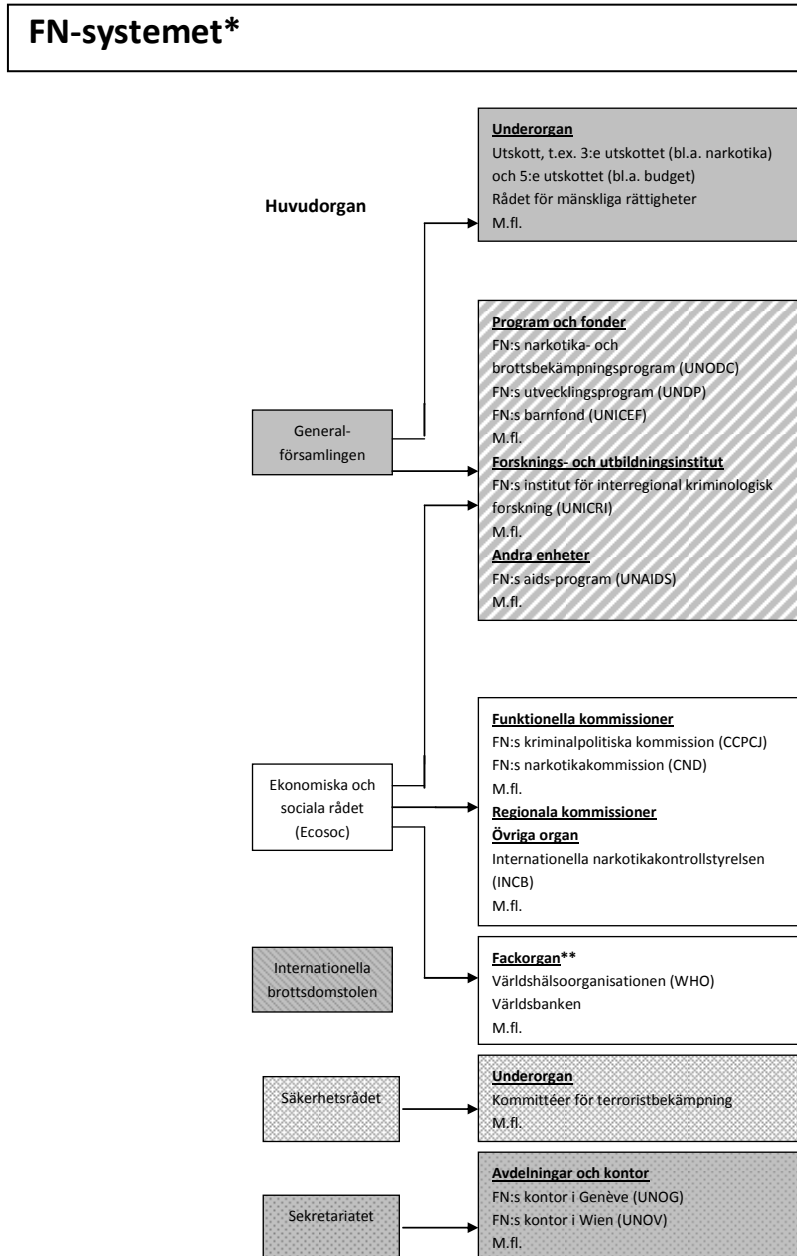 FN-systemet*
Huvudorgan
Underorgan
Utskott, t.ex. 3:e utskottet (bl.a. narkotika)
och 5:e utskottet (bl.a. budget)
Rådet för mänskliga rättigheter
M.fl.
General-
församlingen
Program och fonder
FN:s narkotika- och
brottsbekämpningsprogram (UNODC)
FN:s utvecklingsprogram (UNDP)
FN:s barnfond (UNICEF)
M.fl.
Forsknings- och utbildningsinstitut
FN:s institut för interregional kriminologisk
forskning (UNICRI)
M.fl.
Andra enheter
FN:s aids-program (UNAIDS)
M.fl.
Ekonomiska och
sociala rådet
(Ecosoc)
Funktionella kommissioner
FN:s kriminalpolitiska kommission (CCPCJ)
FN:s narkotikakommission (CND)
M.fl.
Regionala kommissioner
Övriga organ
Internationella narkotikakontrollstyrelsen
(INCB)
M.fl.
Internationella
brottsdomstolen
Fackorgan**
Världshälsoorganisationen (WHO)
Världsbanken
M.fl.
Säkerhetsrådet
Underorgan
Kommittéer för terroristbekämpning
M.fl.
Sekretariatet
Avdelningar och kontor
FN:s kontor i Genève (UNOG)
FN:s kontor i Wien (UNOV)
M.fl.